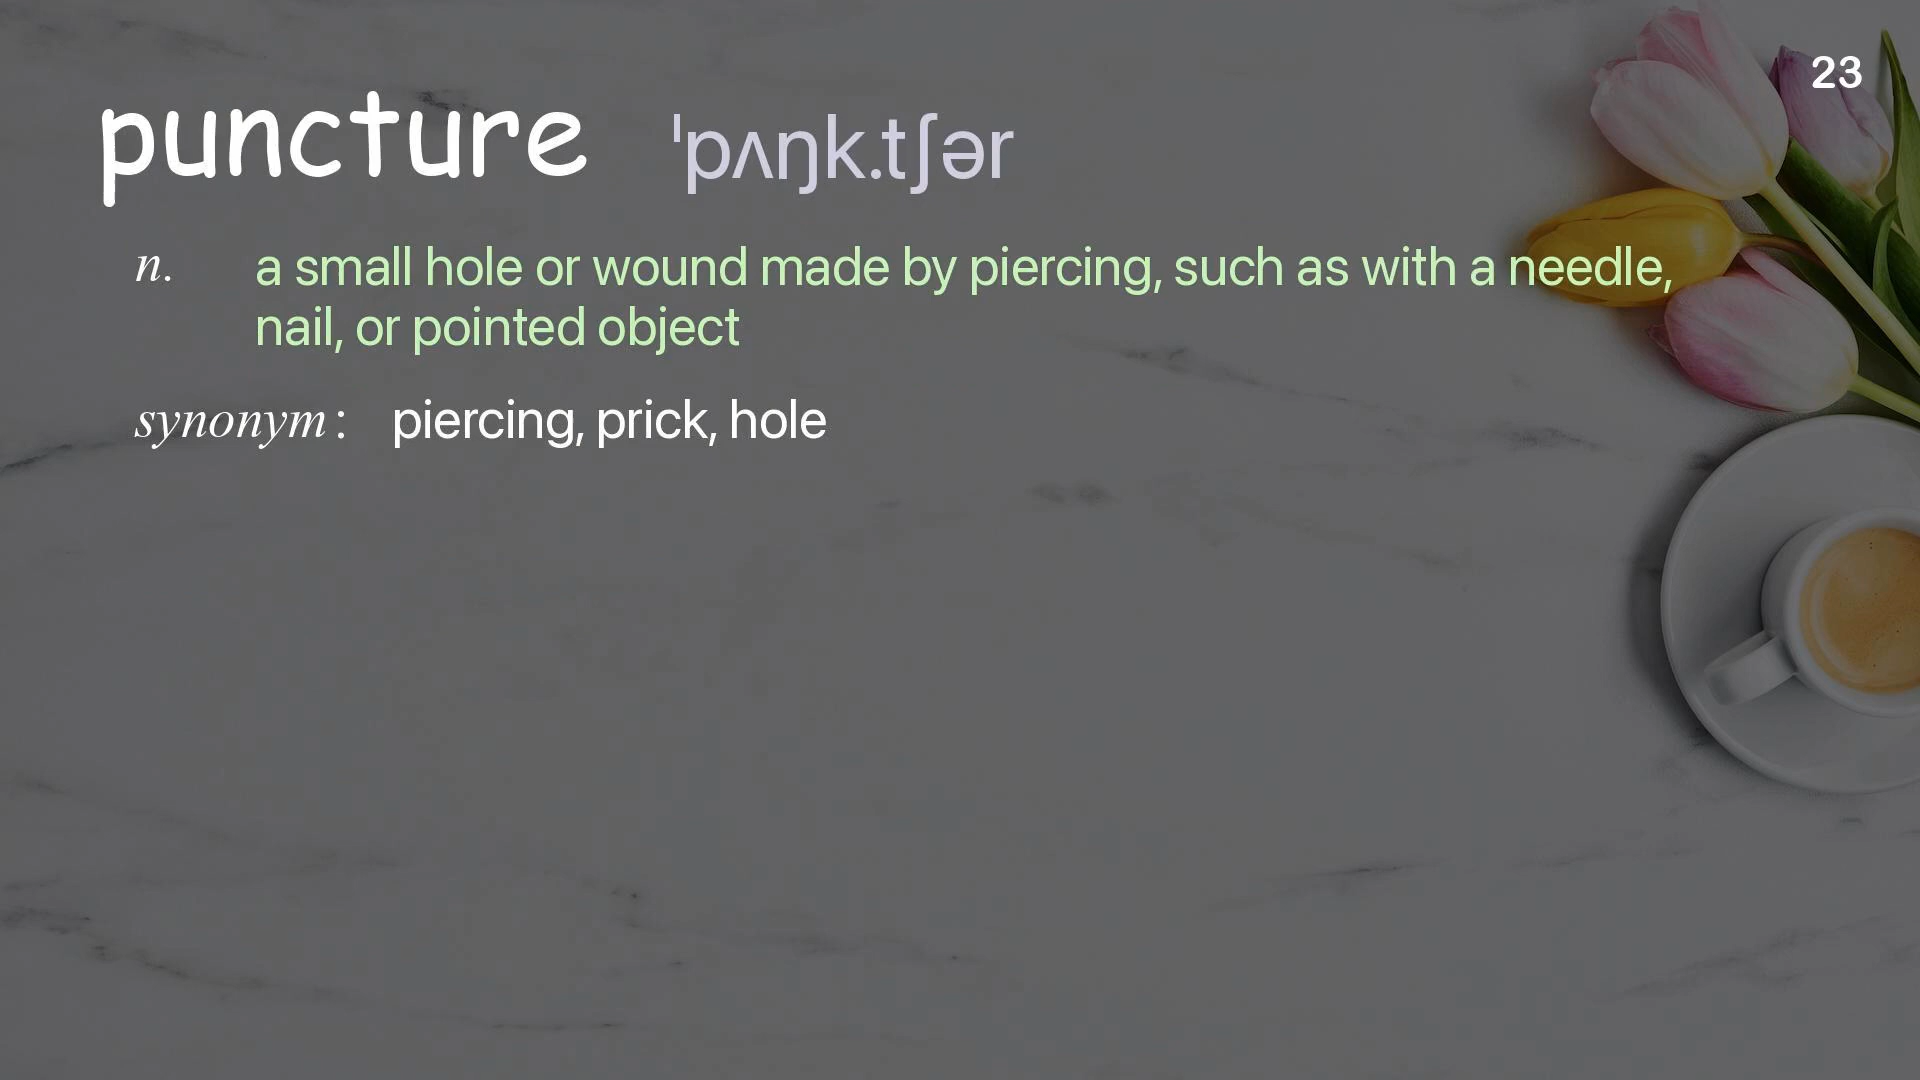 23
puncture ˈpʌŋk.tʃər
n. a small hole or wound made by piercing, such as with a needle,
nail, or pointed object
synonym: piercing, prick, hole